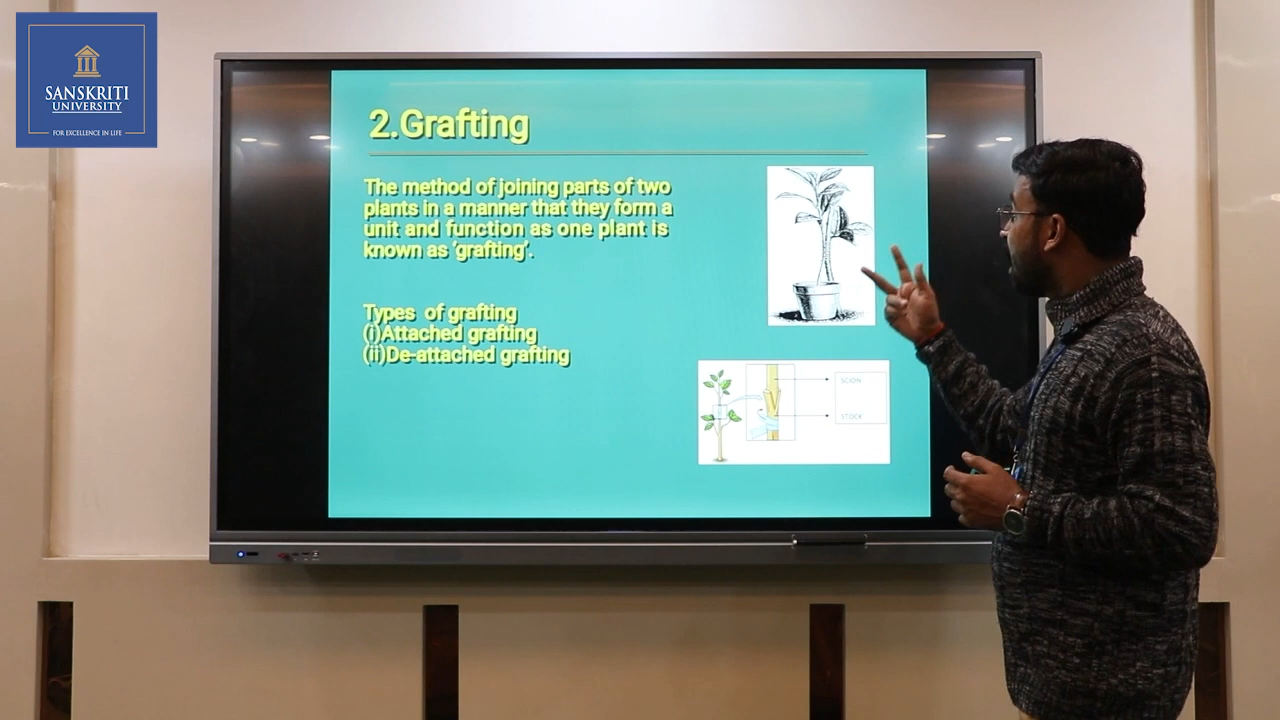 SANSKRITI
UNIVERSITY
FOR EXCELLENCE IN LIFE
2.Grafting
The method of joining parts of two
plants in a manner that they form a
unit and function as one plant is
known as 'grafting'.
Types of grafting
(i)Attached grafting
(ii)De-attached grafting
SCION
STOCK